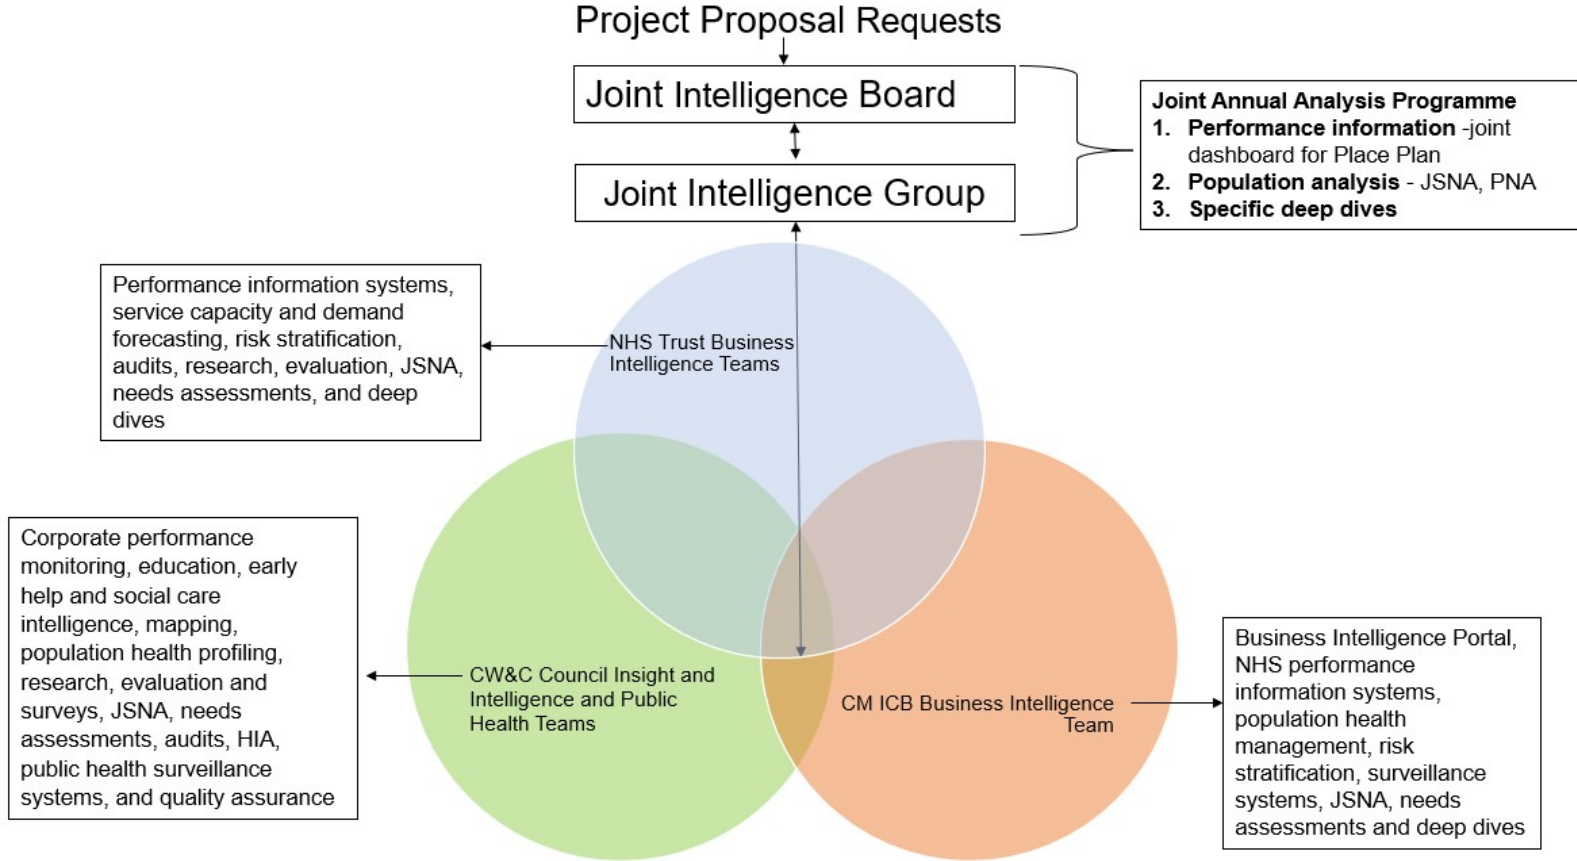 Project Proposal Requests
Joint Intelligence Board
Joint Intelligence Group
Joint Annual Analysis Programme
1. Performance information -joint
dashboard for Place Plan
2. Population analysis - JSNA, PNA
3. Specific deep dives
Performance information systems,
service capacity and demand
forecasting, risk stratification,
audits, research, evaluation, JSNA,
needs assessments, and deep
dives
NHS Trust Business
Intelligence Teams
Corporate performance
monitoring, education, early
help and social care
intelligence, mapping,
population health profiling,
research, evaluation and
surveys, JSNA, needs
assessments, audits, HIA,
public health surveillance
systems, and quality assurance
CW&C Council Insight and
Intelligence and Public
Health Teams
CM ICB Business Intelligence
Team
Business Intelligence Portal,
NHS performance
information systems,
population health
management, risk
stratification, surveillance
systems, JSNA, needs
assessments and deep dives